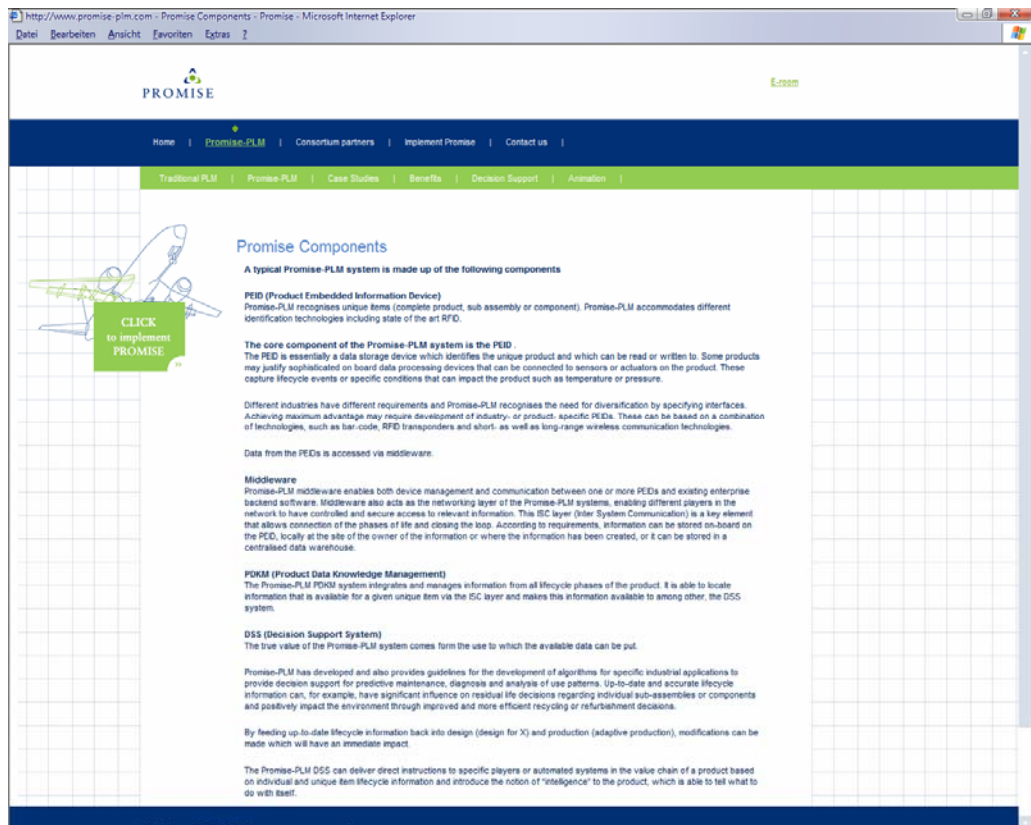 http://www.promise-plm.com - Promise Components - Promise - Microsoft Internet Explorer
Datei Bearbeiten Ansicht Favoriten Extras ?
PROMISE
E-room
Home | Promise-PLM | Consortium partners | Implement Promise | Contact us |
Traditional PLM | Promise-PLM | Case Studies | Benefits | Decision Support | Animation |
CLICK
to implement
PROMISE
»
Promise Components
A typical Promise-PLM system is made up of the following components
PEID (Product Embedded Information Device)
Promise-PLM recognises unique items (complete product, sub assembly or component). Promise-PLM accommodates different
identification technologies including state of the art RFID.
The core component of the Promise-PLM system is the PEID .
The PEID is essentially a data storage device which identifies the unique product and which can be read or written to. Some products
may justify sophisticated on board data processing devices that can be connected to sensors or actuators on the product. These
capture lifecycle events or specific conditions that can impact the product such as temperature or pressure.
Different industries have different requirements and Promise-PLM recognises the need for diversification by specifying interfaces.
Achieving maximum advantage may require development of industry- or product- specific PEIDs. These can be based on a combination
of technologies, such as bar-code, RFID transponders and short- as well as long-range wireless communication technologies.
Data from the PEIDs is accessed via middleware.
Middleware
Promise-PLM middleware enables both device management and communication between one or more PEIDs and existing enterprise
backend software. Middleware also acts as the networking layer of the Promise-PLM systems, enabling different players in the
network to have controlled and secure access to relevant information. This ISC layer (Inter System Communication) is a key element
that allows connection of the phases of life and closing the loop. According to requirements, information can be stored on-board on
the PEID, locally at the site of the owner of the information or where the information has been created, or it can be stored in a
centralised data warehouse.
PDKM (Product Data Knowledge Management)
The Promise-PLM PDKM system integrates and manages information from all lifecycle phases of the product. It is able to locate
information that is available for a given unique item via the ISC layer and makes this information available to among other, the DSS
system.
DSS (Decision Support System)
The true value of the Promise-PLM system comes form the use to which the available data can be put.
Promise-PLM has developed and also provides guidelines for the development of algorithms for specific industrial applications to
provide decision support for predictive maintenance, diagnosis and analysis of use patterns. Up-to-date and accurate lifecycle
information can, for example, have significant influence on residual life decisions regarding individual sub-assemblies or components
and positively impact the environment through improved and more efficient recycling or refurbishment decisions.
By feeding up-to-date lifecycle information back into design (design for X) and production (adaptive production), modifications can be
made which will have an immediate impact.
The Promise-PLM DSS can deliver direct instructions to specific players or automated systems in the value chain of a product based
on individual and unique item lifecycle information and introduce the notion of "intelligence" to the product, which is able to tell what to
do with itself.